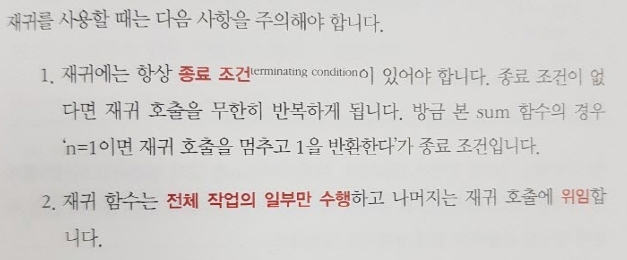 재귀를 사용할 때는 다음 사항을 주의해야 합니다.
1. 재귀에는 항상 종료 조건terminating condition이 있어야 합니다. 종료 조건이 없
다면 재귀 호출을 무한히 반복하게 됩니다. 방금 본 sum 함수의 경우
‘n=1이면 재귀 호출을 멈추고 1을 반환한다’가 종료 조건입니다.
2. 재귀 함수는 전체 작업의 일부만 수행하고 나머지는 재귀 호출에 위임합
니다.